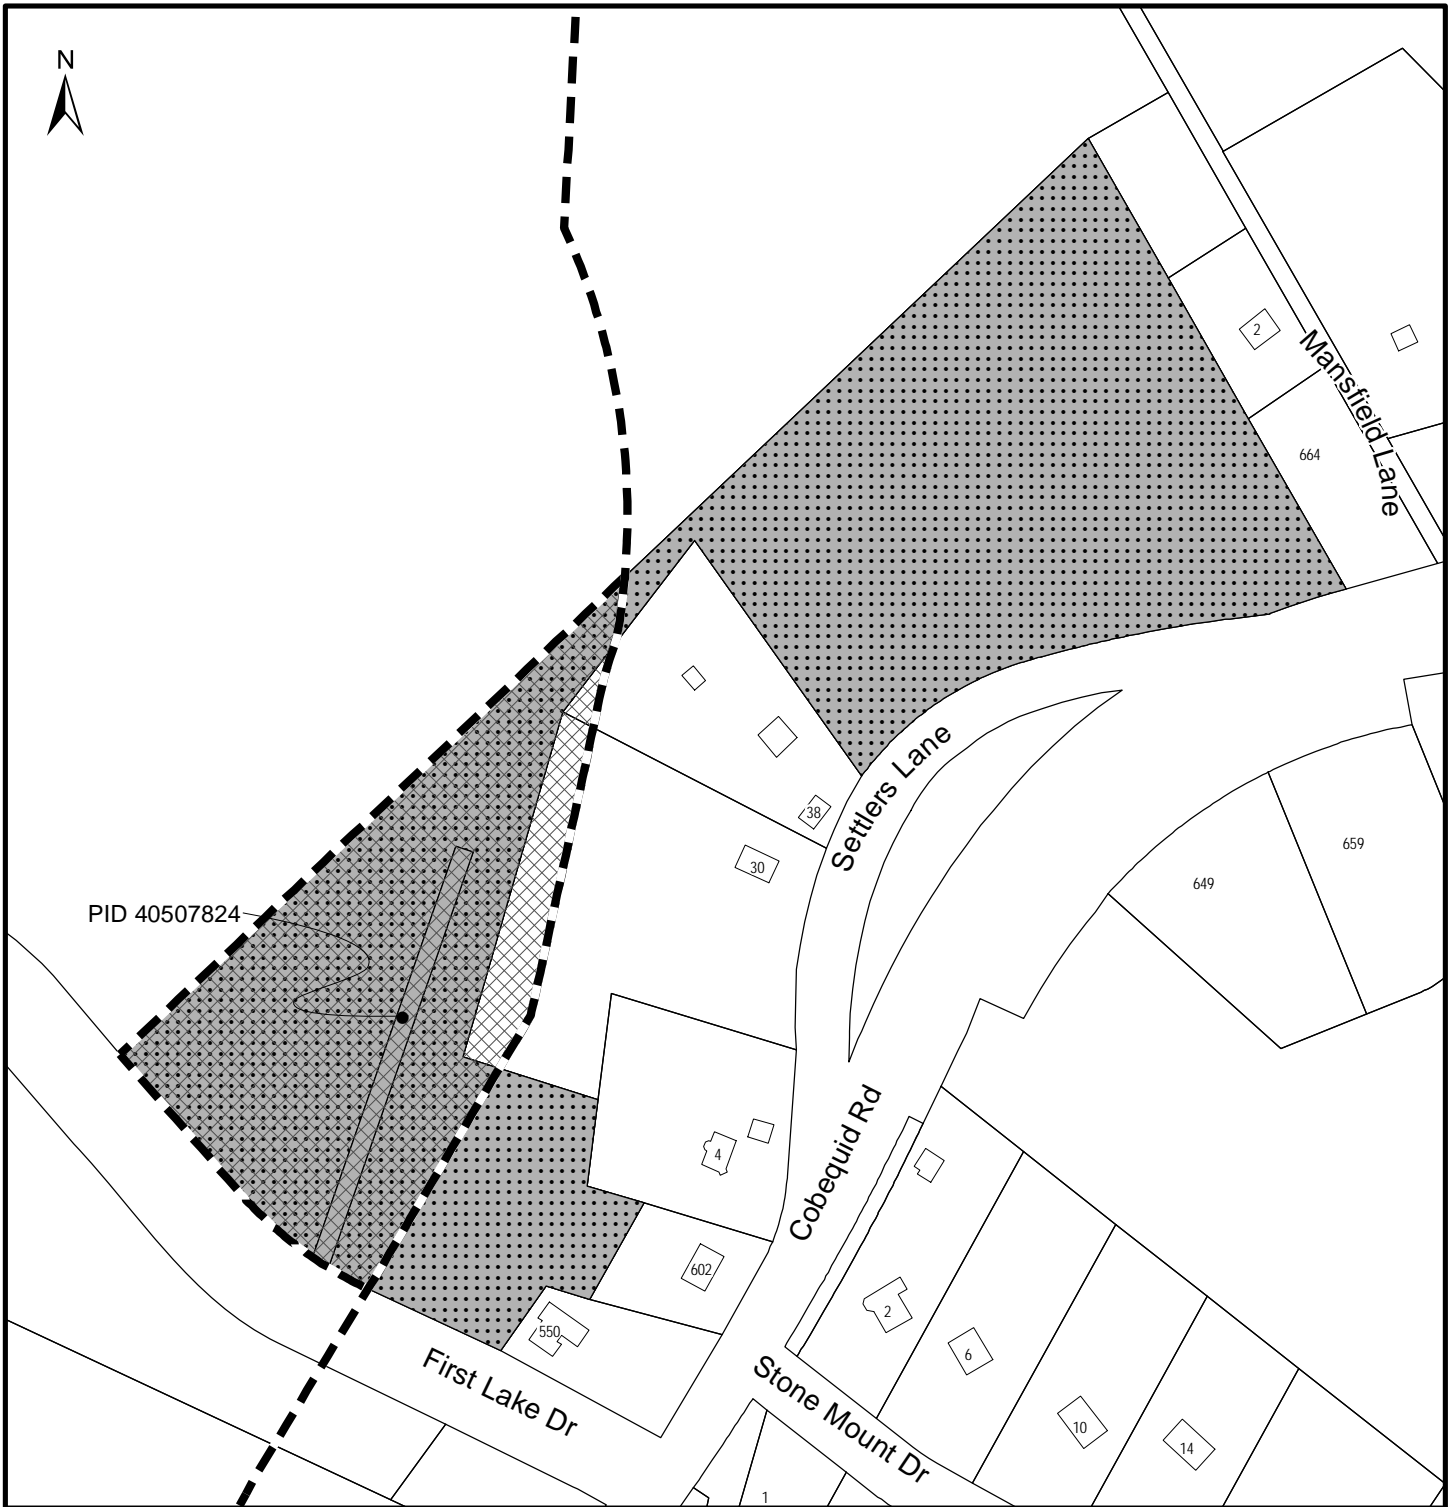 N
2
Mansfield Lane
664
38
Settlers Lane
30
659
649
PID 40507824
4
Cobequid Rd
602
2
550
6
First Lake Dr
Stone Mount Dr
10
14
1